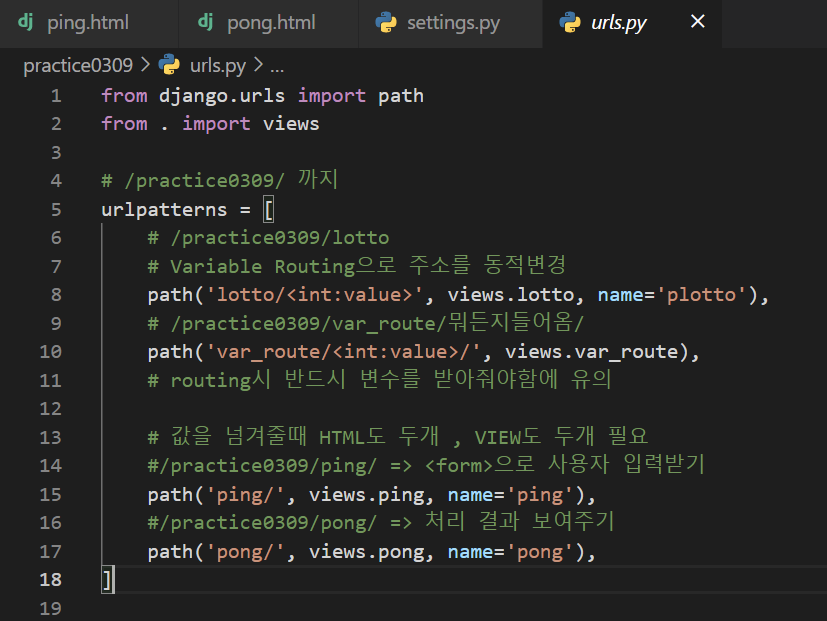 ping.html pong.html settings.py urls.py
practice0309 > urls.py > ...
1 from django.urls import path
2 from . import views
3
4 # /practice0309/ 까지
5 urlpatterns = [
6 # /practice0309/lotto
7 # Variable Routing으로 주소를 동적변경
8 path('lotto/<int:value>', views.lotto, name='plotto'),
9 # /practice0309/var_route/뭐든지들어옴/
10 path('var_route/<int:value>/', views.var_route),
11 # routing시 반드시 변수를 받아줘야함에 유의
12
13 # 값을 넘겨줄때 HTML도 두개 , VIEW도 두개 필요
14 #/practice0309/ping/ => <form>으로 사용자 입력받기
15 path('ping/', views.ping, name='ping'),
16 #/practice0309/pong/ => 처리 결과 보여주기
17 path('pong/', views.pong, name='pong'),
18 ]
19